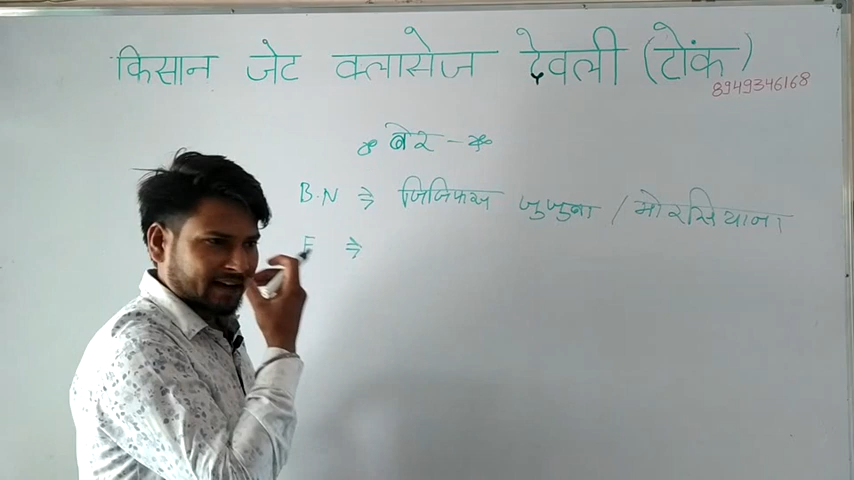 किसान जेट क्लासेज देवली (टोंक)
8949346168
बेर -
B.N ⇒ जिजिफस जुजुबा / मोरसियाना
F ⇒